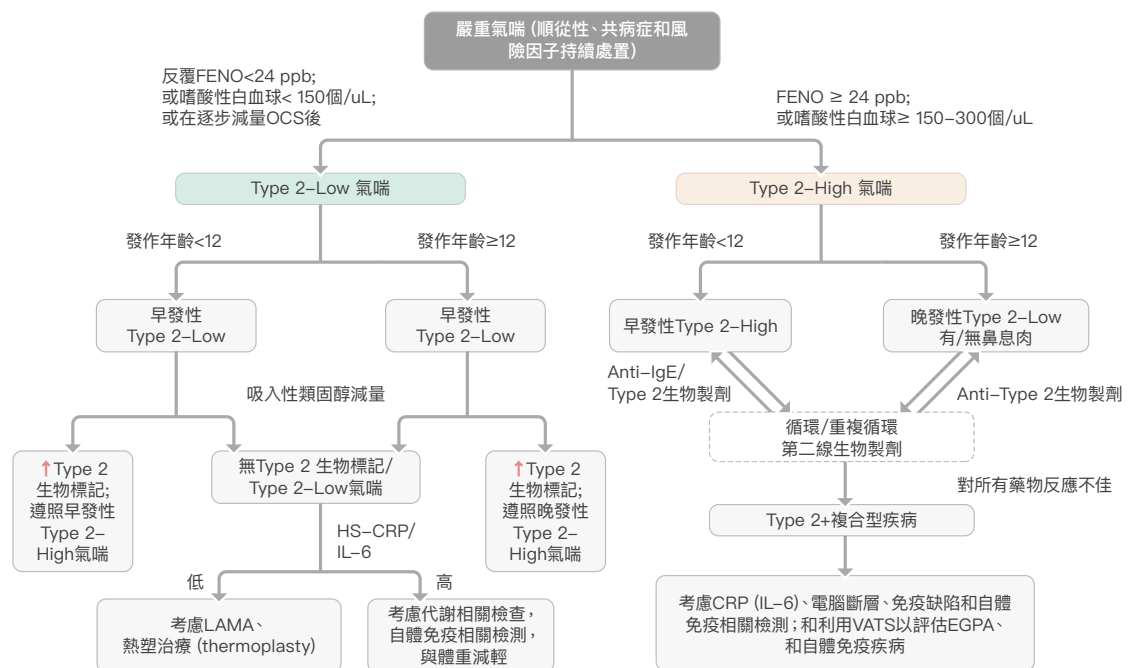 嚴重氣喘 (順從性、共病症和風
險因子持續處置)
反覆FENO<24 ppb;
或嗜酸性白血球< 150個/uL;
或在逐步減量OCS後
FENO ≥ 24 ppb;
或嗜酸性白血球≥ 150-300個/uL
Type 2-Low 氣喘
Type 2-High 氣喘
發作年齡<12
發作年齡≥12
發作年齡<12
發作年齡≥12
早發性
Type 2-Low
早發性
Type 2-Low
早發性Type 2-High
晚發性Type 2-Low
有/無鼻息肉
吸入性類固醇減量
Anti-IgE/
Type 2生物製劑
Anti-Type 2生物製劑
循環/重複循環
第二線生物製劑
↑Type 2
生物標記;
遵照早發性
Type 2-
High氣喘
無Type 2 生物標記/
Type 2-Low氣喘
↑Type 2
生物標記;
遵照晚發性
Type 2-
High氣喘
對所有藥物反應不佳
Type 2+複合型疾病
HS-CRP/
IL-6
低
高
考慮LAMA、
熱塑治療 (thermoplasty)
考慮代謝相關檢查,
自體免疫相關檢測,
與體重減輕
考慮CRP (IL-6)、電腦斷層、免疫缺陷和自體
免疫相關檢測;和利用VATS以評估EGPA、
和自體免疫疾病